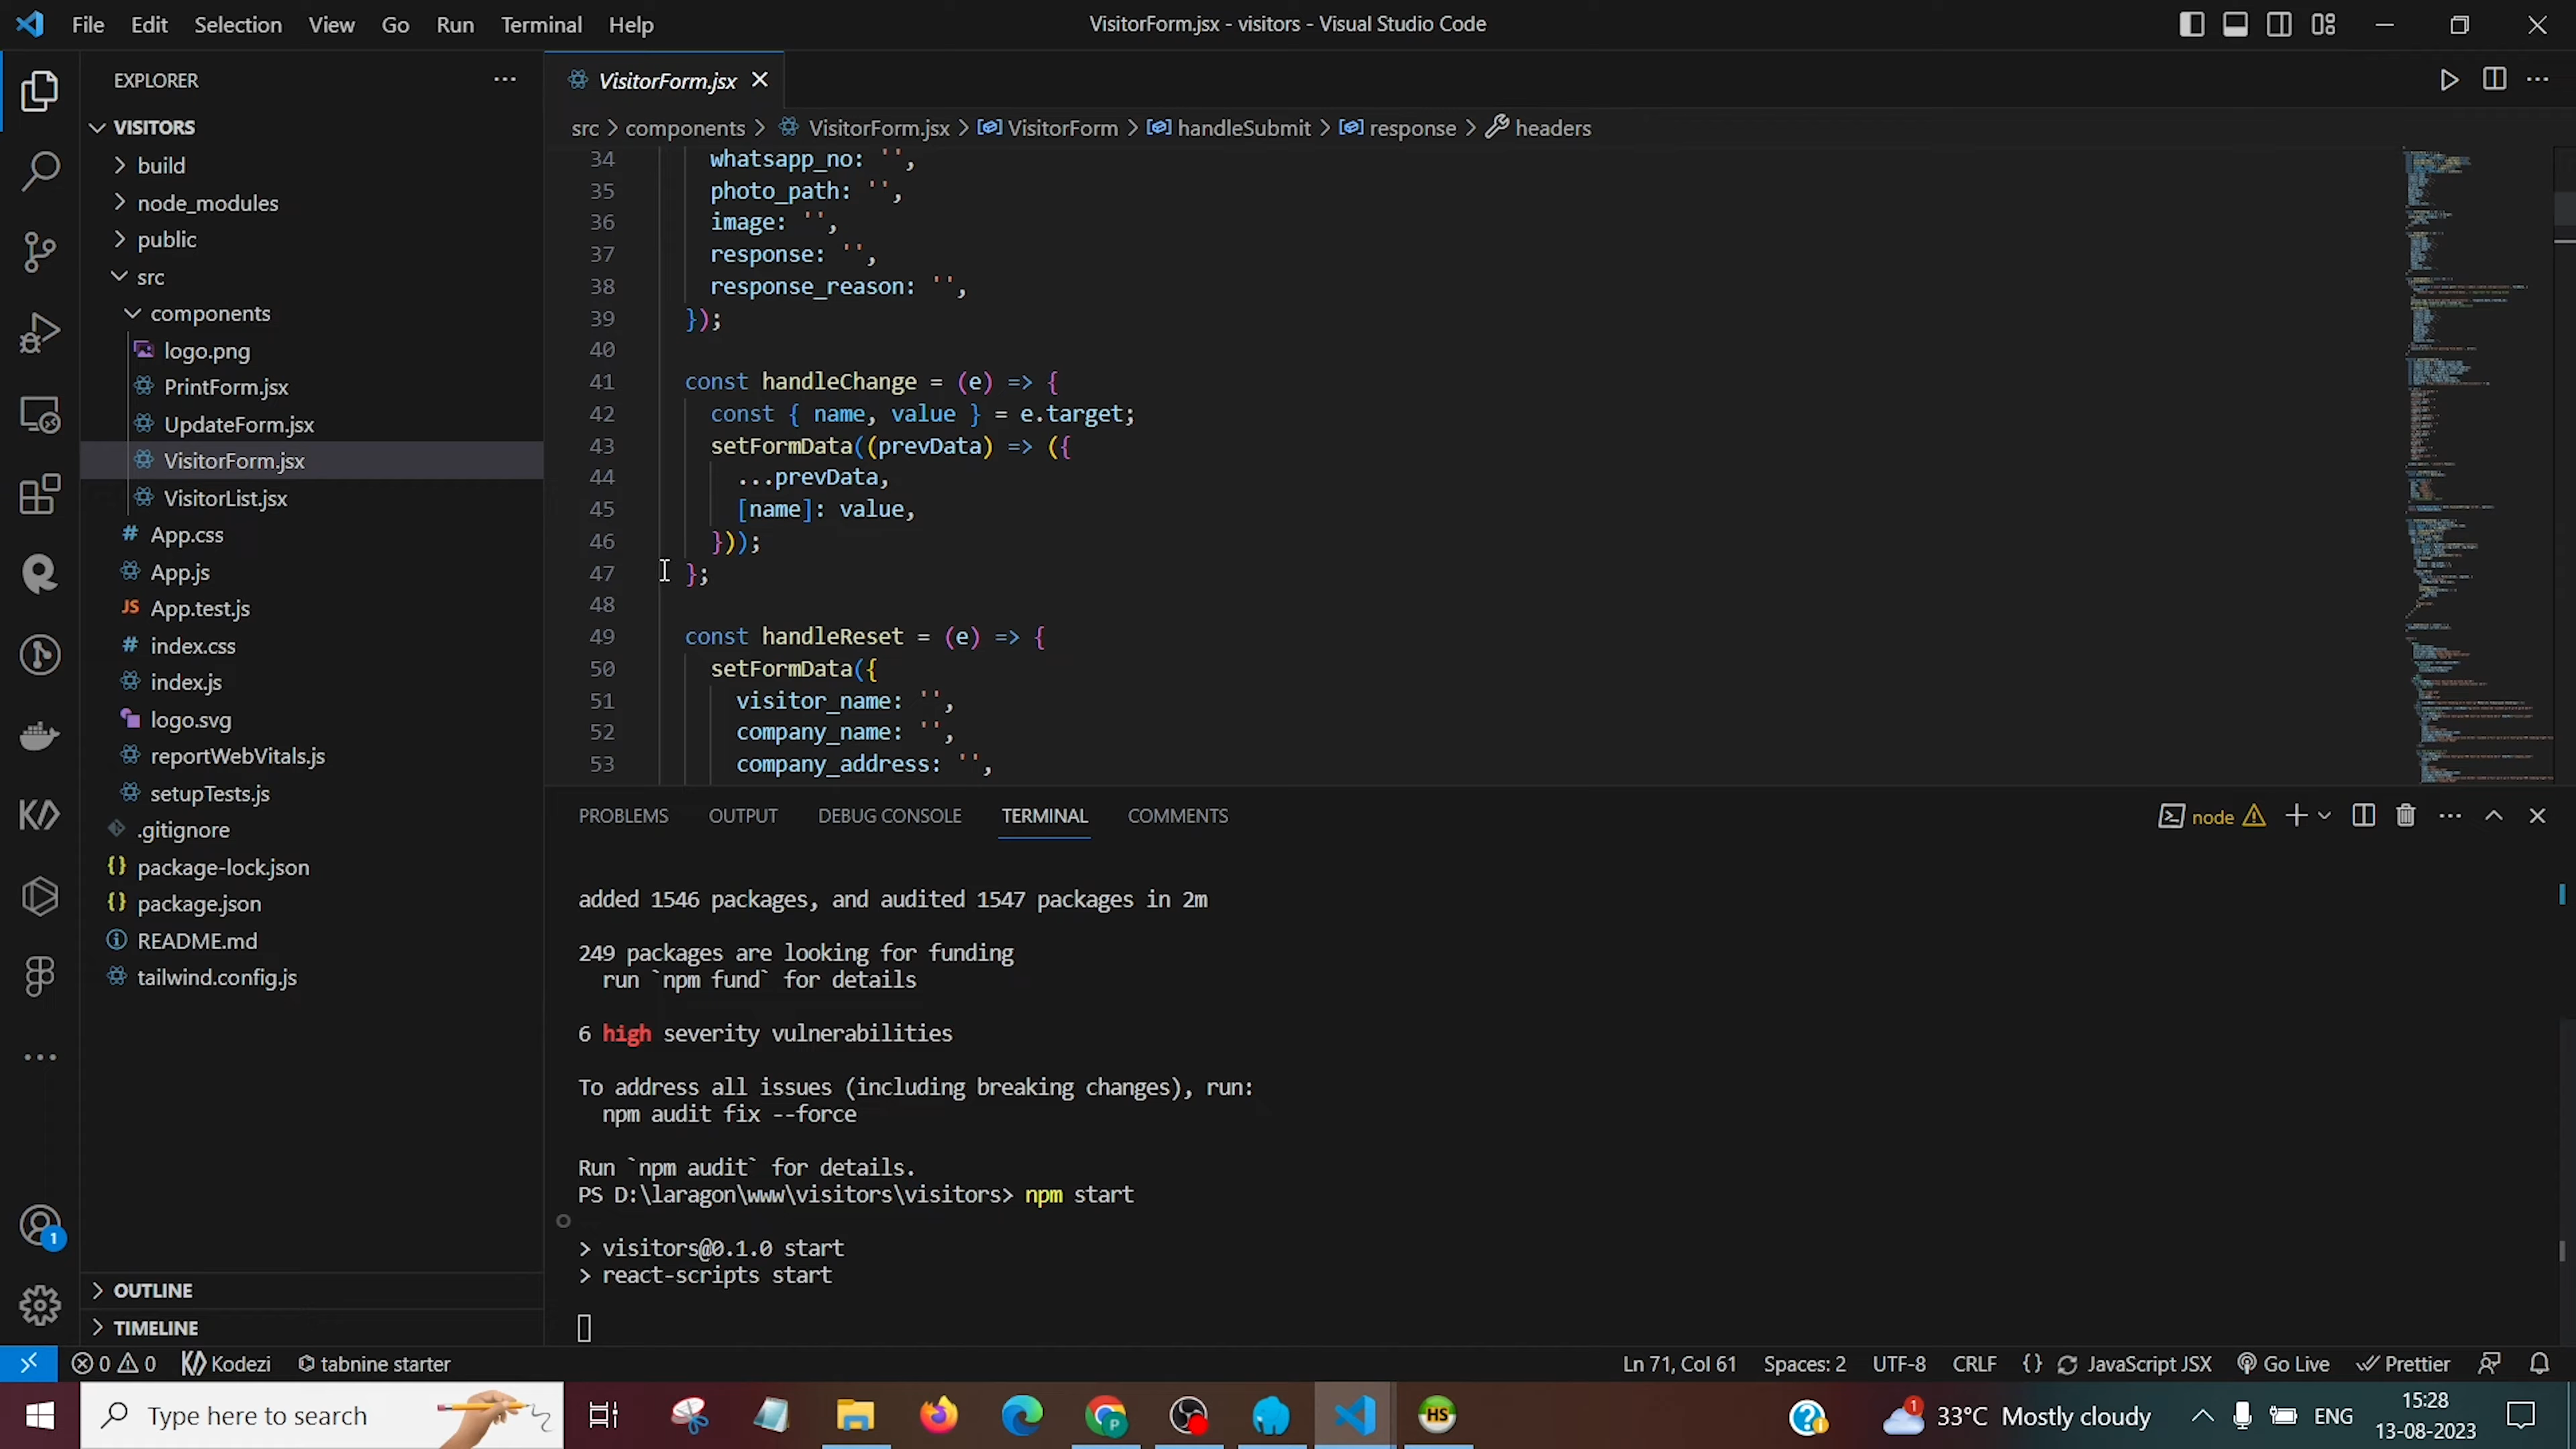 File Edit Selection View Go Run Terminal Help
VisitorForm.jsx - visitors - Visual Studio Code
EXPLORER
VISITORS
build
node_modules
public
src
components
logo.png
PrintForm.jsx
UpdateForm.jsx
VisitorForm.jsx
VisitorList.jsx
App.css
App.js
JS App.test.js
index.css
index.js
logo.svg
reportWebVitals.js
setupTests.js
.gitignore
package-lock.json
package.json
README.md
tailwind.config.js
OUTLINE
TIMELINE
VisitorForm.jsx
src > components > VisitorForm.jsx > VisitorForm > handleSubmit > response > headers
34 whatsapp_no: '',
35 photo_path: '',
36 image: '',
37 response: '',
38 response_reason: '',
39 });
40
41 const handleChange = (e) => {
42 const { name, value } = e.target;
43 setFormData((prevData) => ({
44 ...prevData,
45 [name]: value,
46 }));
47 };
48
49 const handleReset = (e) => {
50 setFormData({
51 visitor_name: '',
52 company_name: '',
53 company_address: '',
PROBLEMS OUTPUT DEBUG CONSOLE TERMINAL COMMENTS
node
added 1546 packages, and audited 1547 packages in 2m
249 packages are looking for funding
run `npm fund` for details
6 high severity vulnerabilities
To address all issues (including breaking changes), run:
npm audit fix --force
Run `npm audit` for details.
PS D:\laragon\www\visitors\visitors> npm start
> visitors@0.1.0 start
> react-scripts start
1
0 0 Kodezi tabnine starter
Ln 71, Col 61 Spaces: 2 UTF-8 CRLF {} JavaScript JSX Go Live Prettier
Type here to search
HS
1
33°C Mostly cloudy
ENG
15:28
13-08-2023